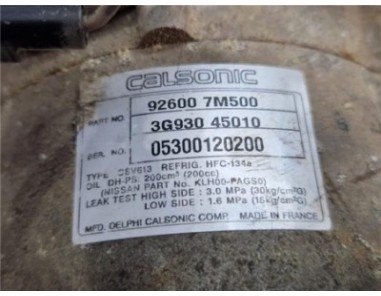 CALSONIC
92600 7M500
PART NO
3G930 45010
SER. NO.
05300120200
TYPE CEV613 REFRIG. HFC-134a
OIL DH-PS: 200cm³ (200cc)
(NISSAN PART No. KLH00-PAGS0)
LEAK TEST HIGH SIDE : 3.0 MPa (30kg/cm²G)
LOW SIDE : 1.6 MPa (16kg/cm²G)
MFD. DELPHI CALSONIC COMP. MADE IN FRANCE